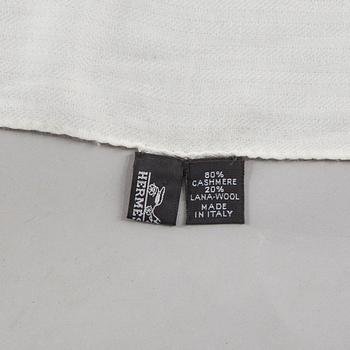 HERMES
80%
CASHMERE
20%
LANA-WOOL
MADE
IN ITALY